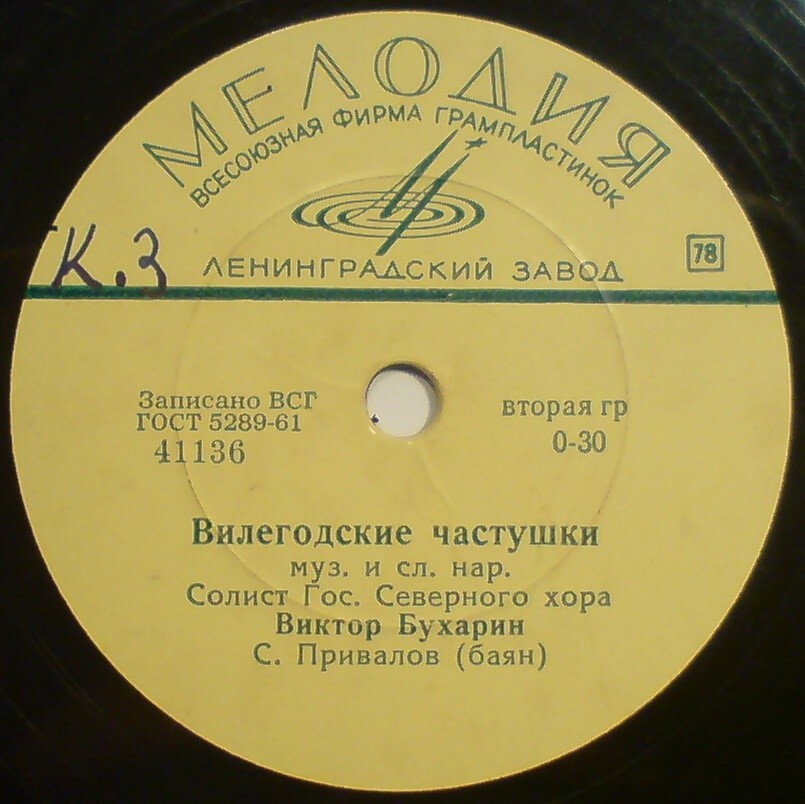 МЕЛОДИЯ
ВСЕСОЮЗНАЯ ФИРМА ГРАМПЛАСТИНОК
К.3
ЛЕНИНГРАДСКИЙ ЗАВОД
78
Записано ВСГ
ГОСТ 5289-61
41136
вторая гр
0-30
Вилегодские частушки
муз. и сл. нар.
Солист Гос. Северного хора
Виктор Бухарин
С. Привалов (баян)